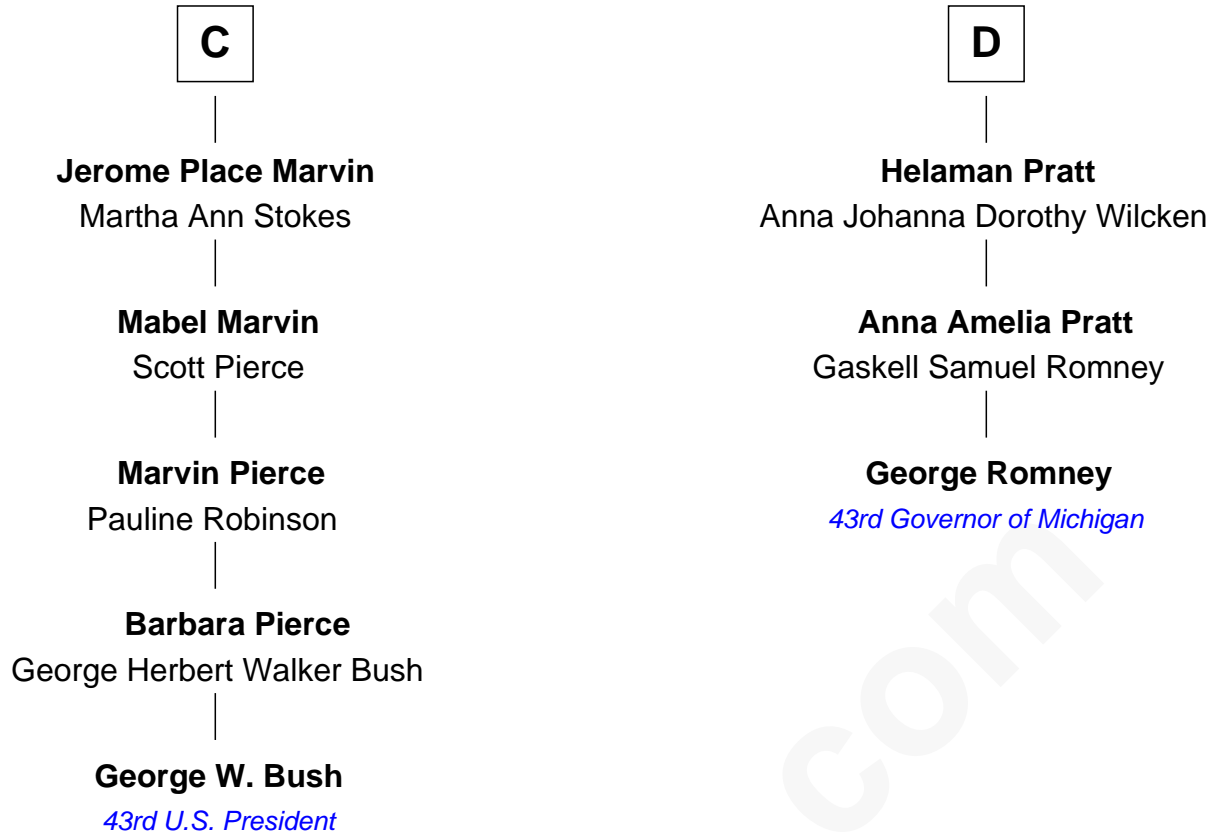 C
Jerome Place Marvin
Martha Ann Stokes
Mabel Marvin
Scott Pierce
Marvin Pierce
Pauline Robinson
Barbara Pierce
George Herbert Walker Bush
George W. Bush
43rd U.S. President
D
Helaman Pratt
Anna Johanna Dorothy Wilcken
Anna Amelia Pratt
Gaskell Samuel Romney
George Romney
43rd Governor of Michigan
com